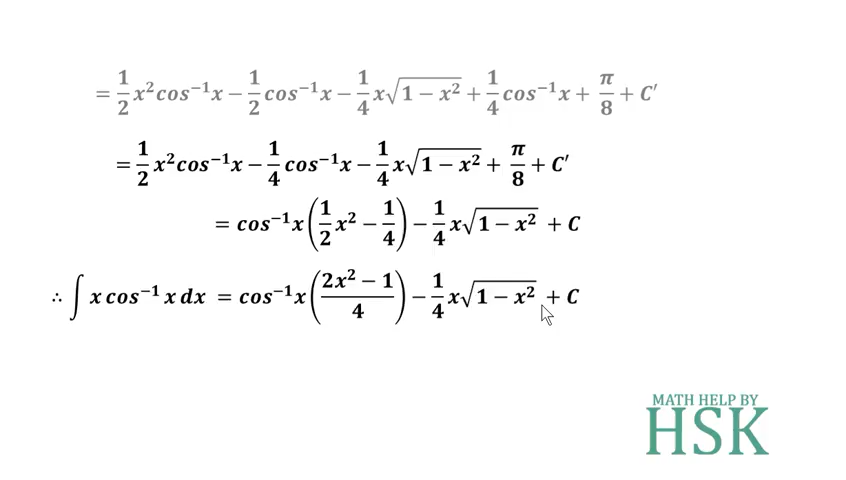 = 1/2 x²cos⁻¹x − 1/2 cos⁻¹x − 1/4 x√(1 − x²) + 1/4 cos⁻¹x + π/8 + C′
= 1/2 x²cos⁻¹x − 1/4 cos⁻¹x − 1/4 x√(1 − x²) + π/8 + C′
= cos⁻¹x (1/2 x² − 1/4) − 1/4 x√(1 − x²) + C
∴ ∫ x cos⁻¹ x dx = cos⁻¹x ((2x² − 1)/4) − 1/4 x√(1 − x²) + C
MATH HELP BY
HSK